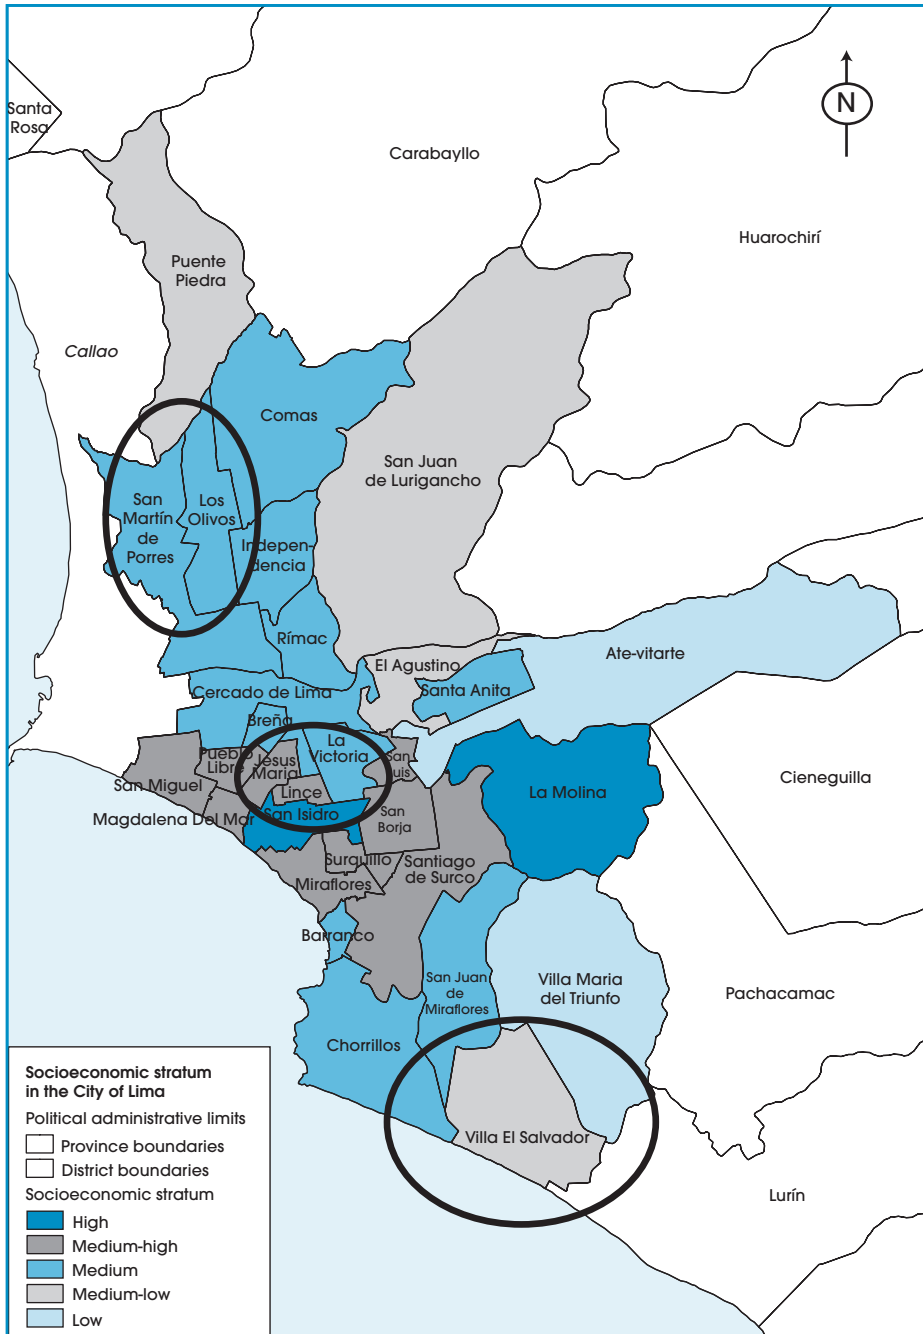 Santa
Rosa
N
Carabayllo
Huarochirí
Puente
Piedra
Callao
Comas
San Juan
de Lurigancho
San
Martín
de
Porres
Los
Olivos
Indepen-
dencia
Rímac
Ate-vitarte
El Agustino
Santa Anita
Cercado de Lima
Breña
La
Victoria
Pueblo
Libre
Jesus
Maria
San
Luis
San Miguel
Lince
La Molina
Cieneguilla
Magdalena Del Mar
San Isidro
San
Borja
Surquillo
Santiago
de Surco
Miraflores
Barranco
San Juan
de
Miraflores
Villa Maria
del Triunfo
Pachacamac
Chorrillos
Villa El Salvador
Lurín
Socioeconomic stratum
in the City of Lima
Political administrative limits
Province boundaries
District boundaries
Socioeconomic stratum
High
Medium-high
Medium
Medium-low
Low